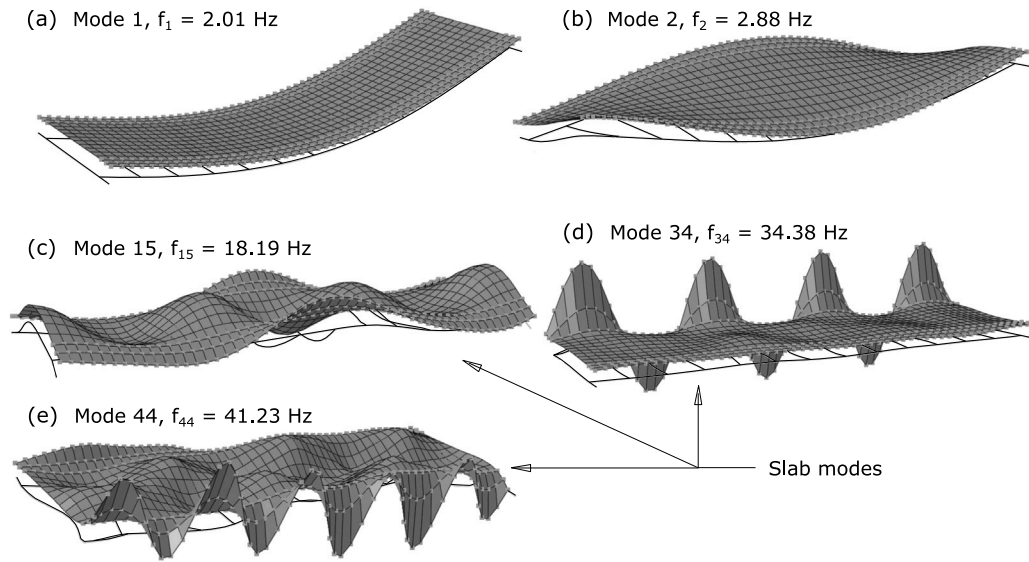 (a) Mode 1, f₁ = 2.01 Hz
(b) Mode 2, f₂ = 2.88 Hz
(c) Mode 15, f₁₅ = 18.19 Hz
(d) Mode 34, f₃₄ = 34.38 Hz
(e) Mode 44, f₄₄ = 41.23 Hz
Slab modes